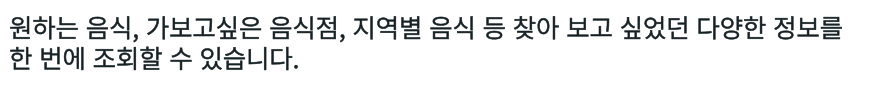 원하는 음식, 가보고싶은 음식점, 지역별 음식 등 찾아 보고 싶었던 다양한 정보를
한 번에 조회할 수 있습니다.